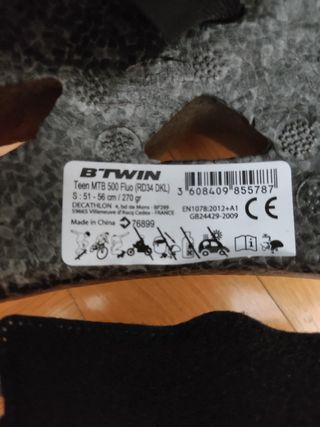 B'TWIN
Teen MTB 500 Fluo (RD34 DKL)
S : 51 - 56 cm / 270 gr
DECATHLON 4, bd de Mons - BP299
59665 Villeneuve d'Ascq Cedex - FRANCE
Made in China 76899
3 608409 855787
EN1078:2012+A1
GB24429-2009
CE